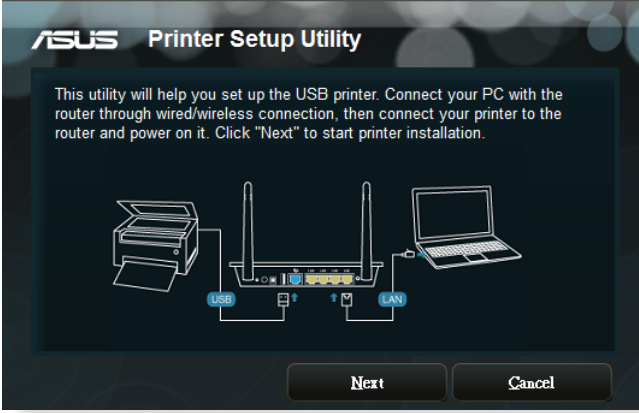 ASUS Printer Setup Utility
This utility will help you set up the USB printer. Connect your PC with the
router through wired/wireless connection, then connect your printer to the
router and power on it. Click "Next" to start printer installation.
USB
LAN
Next
Cancel